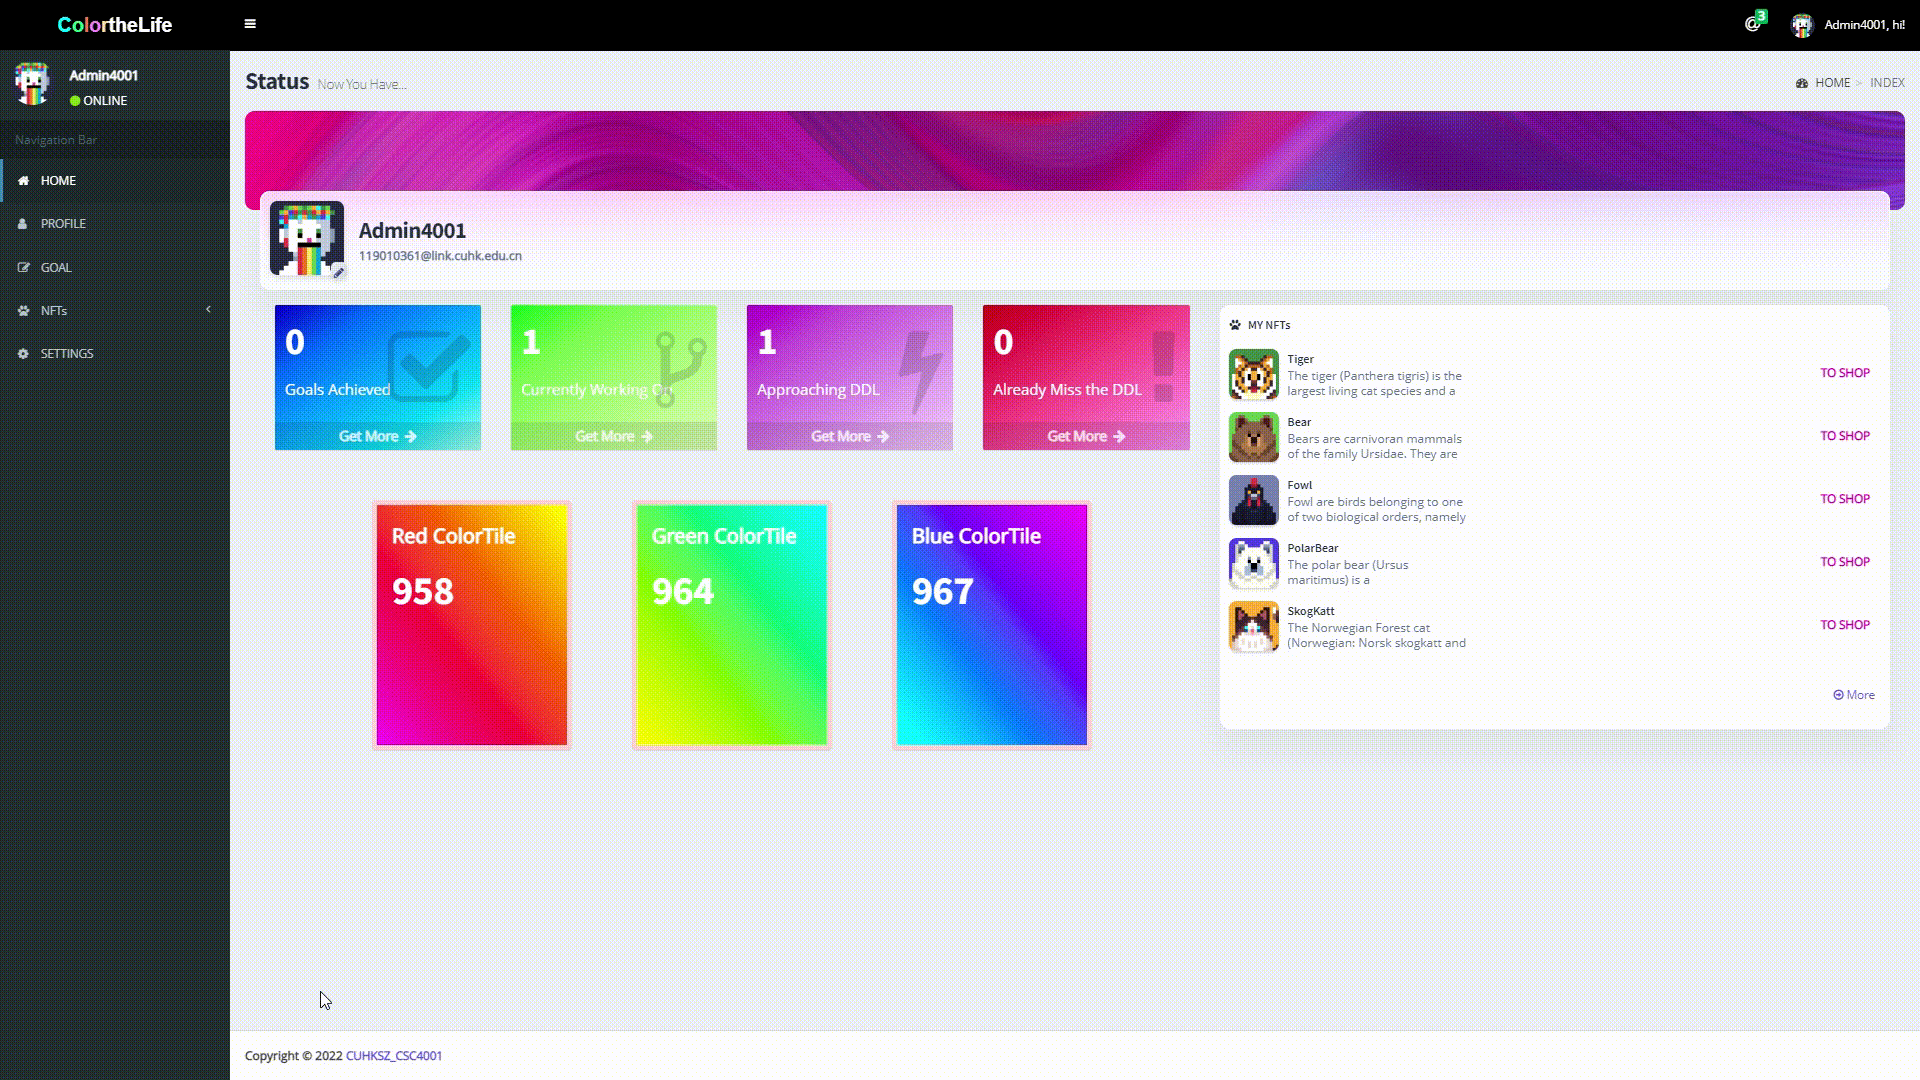 ColortheLife
3
Admin4001, hi!
Admin4001
ONLINE
Navigation Bar
HOME
PROFILE
GOAL
NFTs
SETTINGS
Status Now You Have...
HOME > INDEX
Admin4001
119010361@link.cuhk.edu.cn
0
Goals Achieved
Get More
1
Currently Working On
Get More
1
Approaching DDL
Get More
0
Already Miss the DDL
Get More
Red ColorTile
958
Green ColorTile
964
Blue ColorTile
967
MY NFTs
Tiger
The tiger (Panthera tigris) is the
largest living cat species and a
TO SHOP
Bear
Bears are carnivoran mammals
of the family Ursidae. They are
TO SHOP
Fowl
Fowl are birds belonging to one
of two biological orders, namely
TO SHOP
PolarBear
The polar bear (Ursus
maritimus) is a
TO SHOP
SkogKatt
The Norwegian Forest cat
(Norwegian: Norsk skogkatt and
TO SHOP
More
Copyright © 2022 CUHKSZ_CSC4001